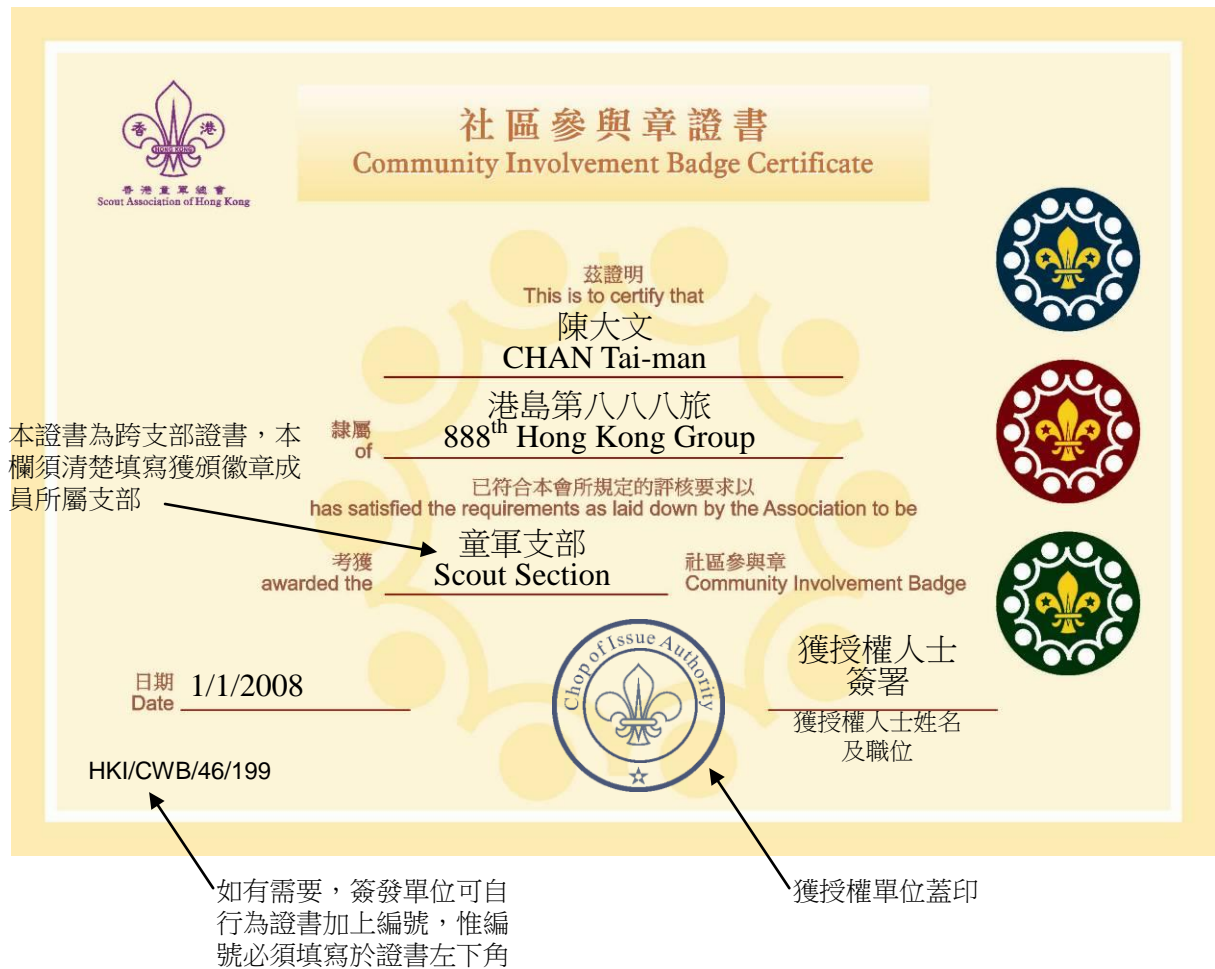 香 港
HONG KONG
香港童軍總會
Scout Association of Hong Kong
社區參與章證書
Community Involvement Badge Certificate
茲證明
This is to certify that
陳大文
CHAN Tai-man
隸屬
of
港島第八八八旅
888th Hong Kong Group
本證書為跨支部證書，本
欄須清楚填寫獲頒徽章成
員所屬支部
已符合本會所規定的評核要求以
has satisfied the requirements as laid down by the Association to be
考獲
awarded the
童軍支部
Scout Section
社區參與章
Community Involvement Badge
日期
Date
1/1/2008
Chop of Issue Authority
獲授權人士
簽署
獲授權人士姓名
及職位
HKI/CWB/46/199
如有需要，簽發單位可自
行為證書加上編號，惟編
號必須填寫於證書左下角
獲授權單位蓋印